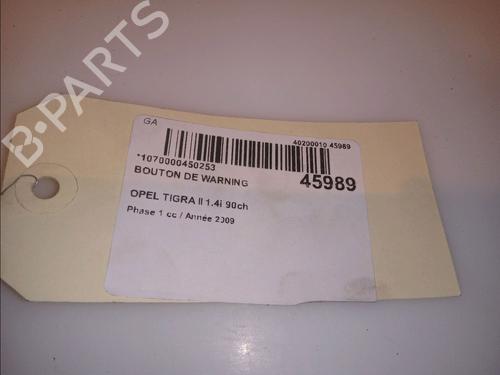 B-PARTS
GA
40200010 45989
*1070000450253
BOUTON DE WARNING
45989
OPEL TIGRA II 1.4i 90ch
Phase 1 cc / Année 2009